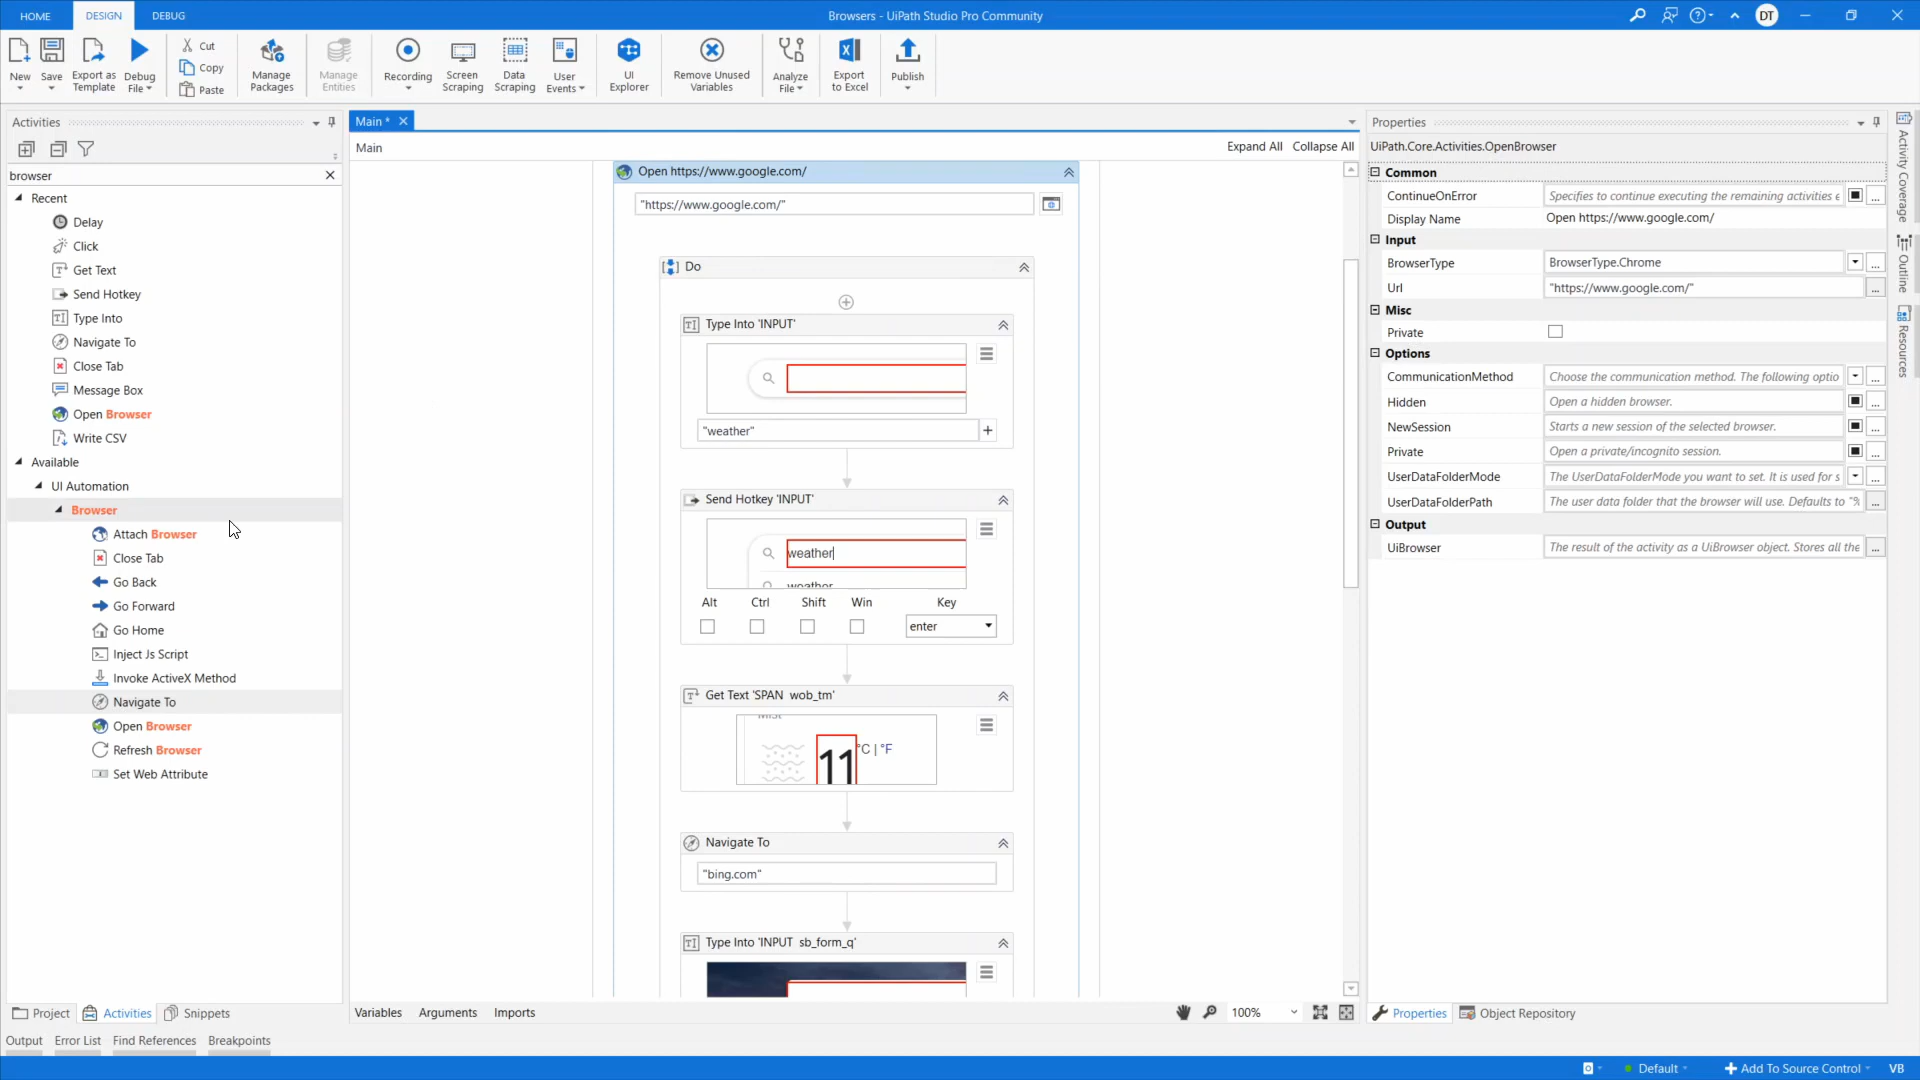 HOME DESIGN DEBUG
Browsers - UiPath Studio Pro Community
DT
New
Save
Export as
Template
Debug
File
Cut
Copy
Paste
Manage
Packages
Manage
Entities
Recording
Screen
Scraping
Data
Scraping
User
Events
UI
Explorer
Remove Unused
Variables
Analyze
File
Export
to Excel
Publish
Activities
browser
Recent
Delay
Click
Get Text
Send Hotkey
Type Into
Navigate To
Close Tab
Message Box
Open Browser
Write CSV
Available
UI Automation
Browser
Attach Browser
Close Tab
Go Back
Go Forward
Go Home
Inject Js Script
Invoke ActiveX Method
Navigate To
Open Browser
Refresh Browser
Set Web Attribute
Project
Activities
Snippets
Main *
Main
Expand All Collapse All
Open https://www.google.com/
"https://www.google.com/"
Do
Type Into 'INPUT'
"weather"
Send Hotkey 'INPUT'
weather
weather
Alt Ctrl Shift Win Key
enter
Get Text 'SPAN wob_tm'
Mist
11 °C | °F
Navigate To
"bing.com"
Type Into 'INPUT sb_form_q'
Variables Arguments Imports
100%
Properties
UiPath.Core.Activities.OpenBrowser
Common
ContinueOnError Specifies to continue executing the remaining activities e
...
Display Name Open https://www.google.com/
Input
BrowserType BrowserType.Chrome
...
Url "https://www.google.com/"
...
Misc
Private
Options
CommunicationMethod Choose the communication method. The following optio
...
Hidden Open a hidden browser.
...
NewSession Starts a new session of the selected browser.
...
Private Open a private/incognito session.
...
UserDataFolderMode The UserDataFolderMode you want to set. It is used for s
...
UserDataFolderPath The user data folder that the browser will use. Defaults to "%
...
Output
UiBrowser The result of the activity as a UiBrowser object. Stores all the
...
Properties
Object Repository
Activity Coverage
Outline
Resources
Output Error List Find References Breakpoints
Default
Add To Source Control
VB